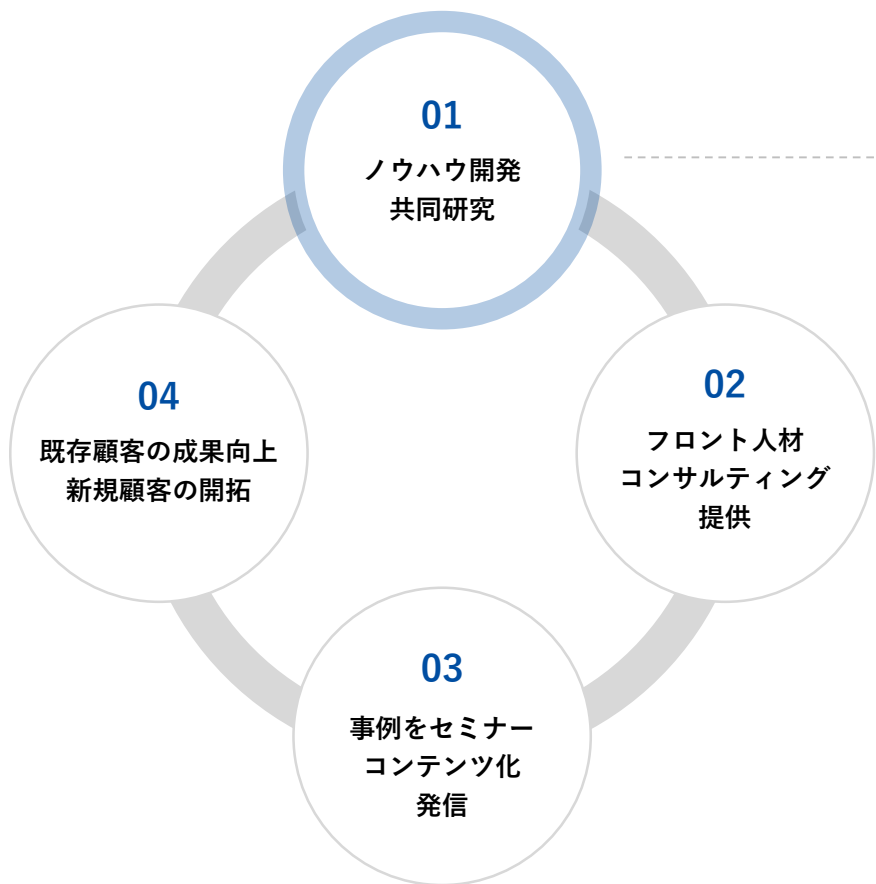 01
ノウハウ開発
共同研究
02
フロント人材
コンサルティング
提供
03
事例をセミナー
コンテンツ化
発信
04
既存顧客の成果向上
新規顧客の開拓